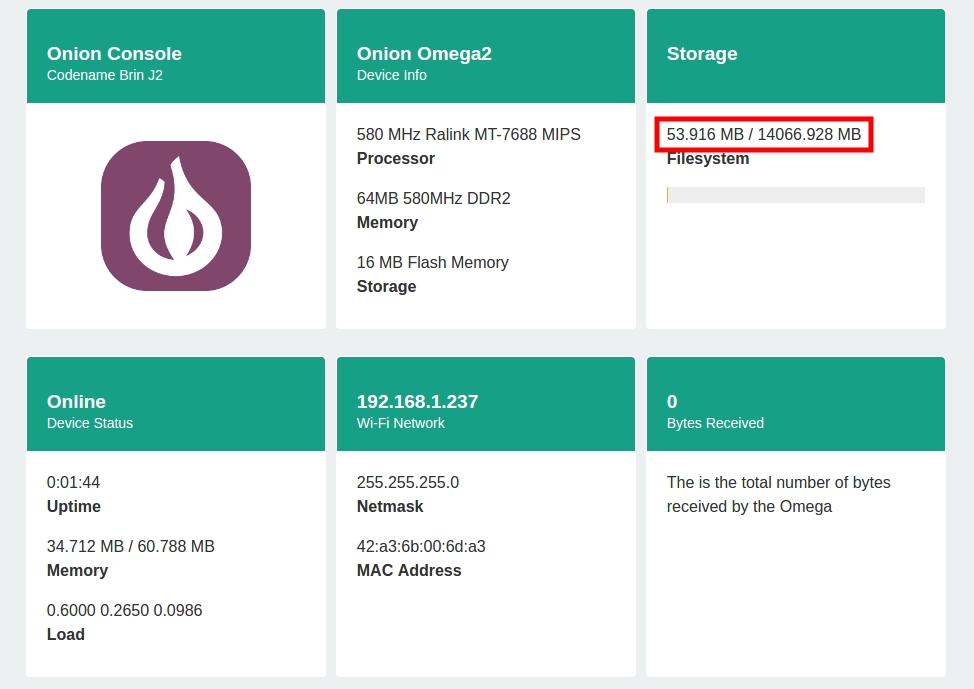 Onion Console
Codename Brin J2
Onion Omega2
Device Info
580 MHz Ralink MT-7688 MIPS
Processor
64MB 580MHz DDR2
Memory
16 MB Flash Memory
Storage
Storage
53.916 MB / 14066.928 MB
Filesystem
Online
Device Status
0:01:44
Uptime
34.712 MB / 60.788 MB
Memory
0.6000 0.2650 0.0986
Load
192.168.1.237
Wi-Fi Network
255.255.255.0
Netmask
42:a3:6b:00:6d:a3
MAC Address
0
Bytes Received
The is the total number of bytes
received by the Omega